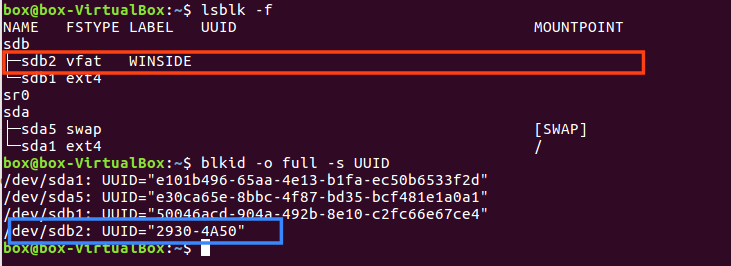 box@box-VirtualBox:~$ lsblk -f
NAME   FSTYPE LABEL   UUID                                 MOUNTPOINT
sdb
├─sdb2 vfat   WINSIDE
└─sdb1 ext4
sr0
sda
├─sda5 swap                                                [SWAP]
└─sda1 ext4                                                /
box@box-VirtualBox:~$ blkid -o full -s UUID
/dev/sda1: UUID="e101b496-65aa-4e13-b1fa-ec50b6533f2d"
/dev/sda5: UUID="e30ca65e-8bbc-4f87-bd35-bcf481e1a0a1"
/dev/sdb1: UUID="50046acd-904a-492b-8e10-c2fc66e67ce4"
/dev/sdb2: UUID="2930-4A50"
box@box-VirtualBox:~$